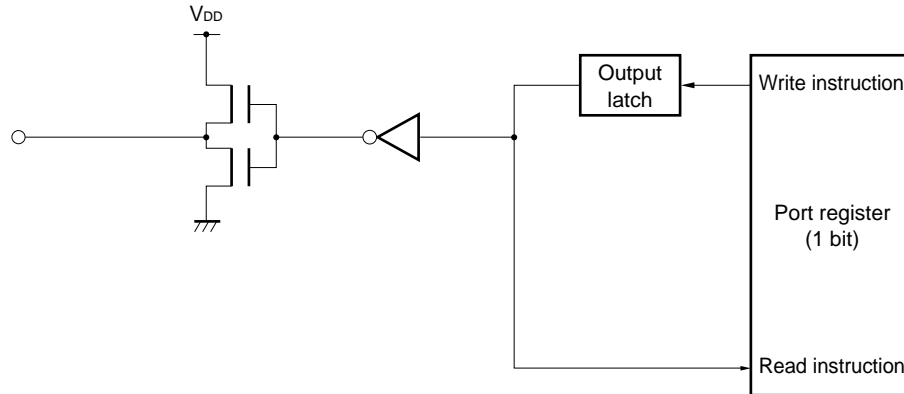 VDD
Output
latch
Write instruction
Port register
(1 bit)
Read instruction